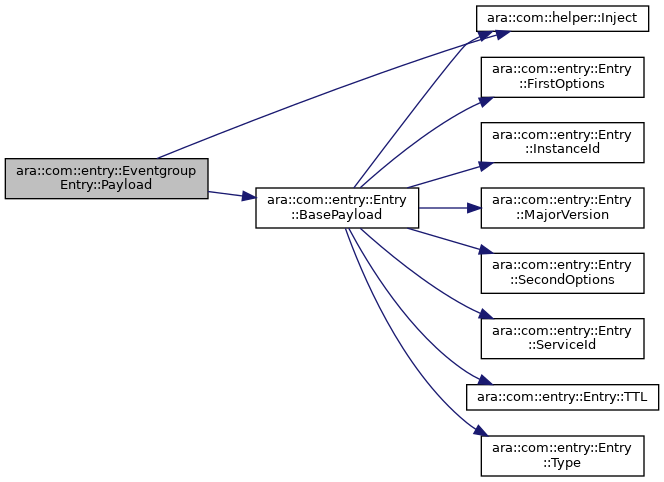 ara::com::entry::Eventgroup
Entry::Payload
ara::com::entry::Entry
::BasePayload
ara::com::helper::Inject
ara::com::entry::Entry
::FirstOptions
ara::com::entry::Entry
::InstanceId
ara::com::entry::Entry
::MajorVersion
ara::com::entry::Entry
::SecondOptions
ara::com::entry::Entry
::ServiceId
ara::com::entry::Entry::TTL
ara::com::entry::Entry
::Type